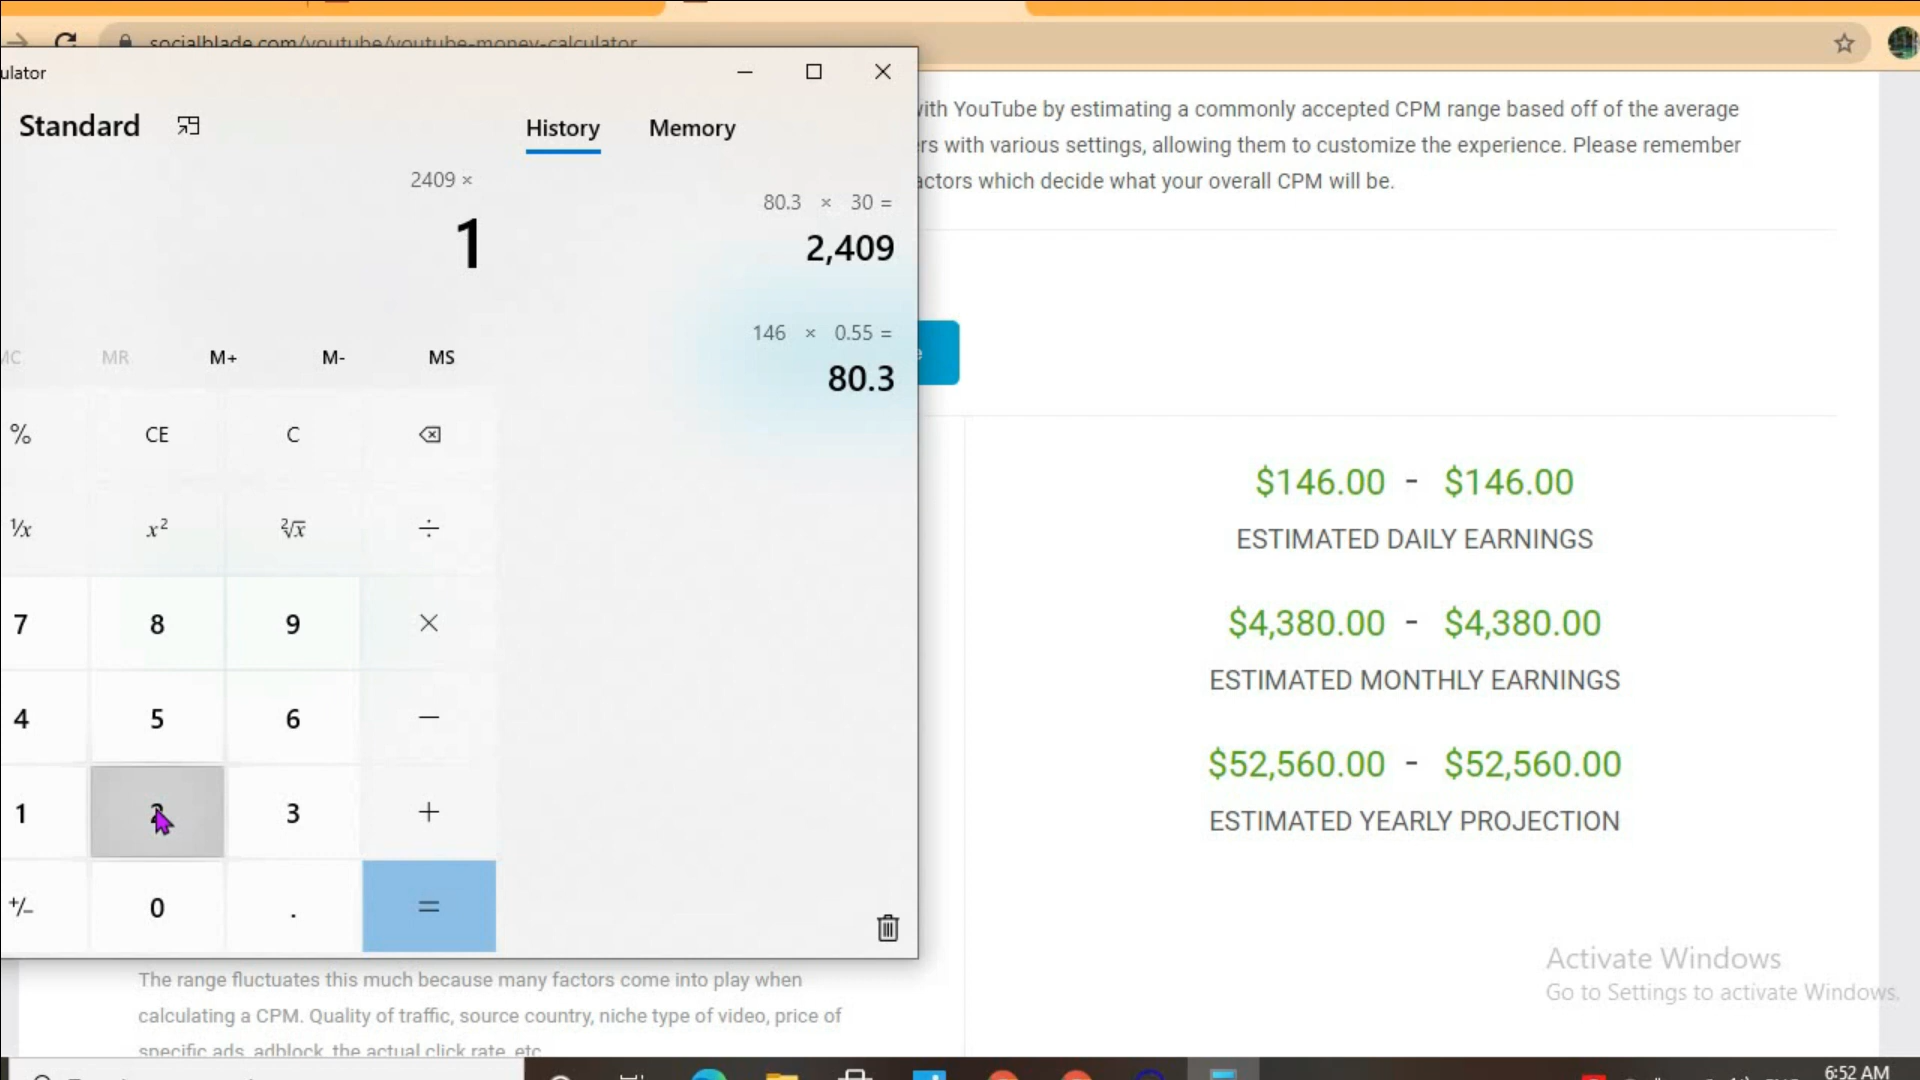 socialblade.com/youtube/youtube-money-calculator
ulator
Standard
History
Memory
2409 ×
1
80.3 × 30 =
2,409
146 × 0.55 =
80.3
MC
MR
M+
M-
MS
%
CE
C
⅟x
x²
²√x
÷
7
8
9
×
4
5
6
−
1
2
3
+
+/−
0
.
=
with YouTube by estimating a commonly accepted CPM range based off of the average
ers with various settings, allowing them to customize the experience. Please remember
actors which decide what your overall CPM will be.
e
$146.00 - $146.00
ESTIMATED DAILY EARNINGS
$4,380.00 - $4,380.00
ESTIMATED MONTHLY EARNINGS
$52,560.00 - $52,560.00
ESTIMATED YEARLY PROJECTION
The range fluctuates this much because many factors come into play when
calculating a CPM. Quality of traffic, source country, niche type of video, price of
specific ads, adblock, the actual click rate, etc.
Activate Windows
Go to Settings to activate Windows.
6:52 AM